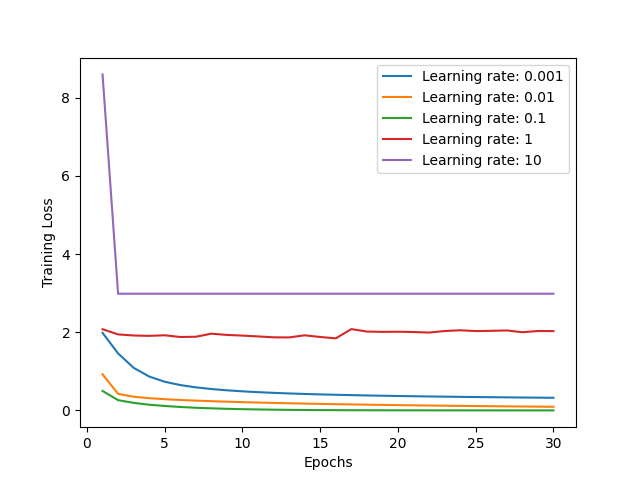 Learning rate: 0.001
Learning rate: 0.01
Learning rate: 0.1
Learning rate: 1
Learning rate: 10
8
6
4
2
0
Training Loss
0 5 10 15 20 25 30
Epochs